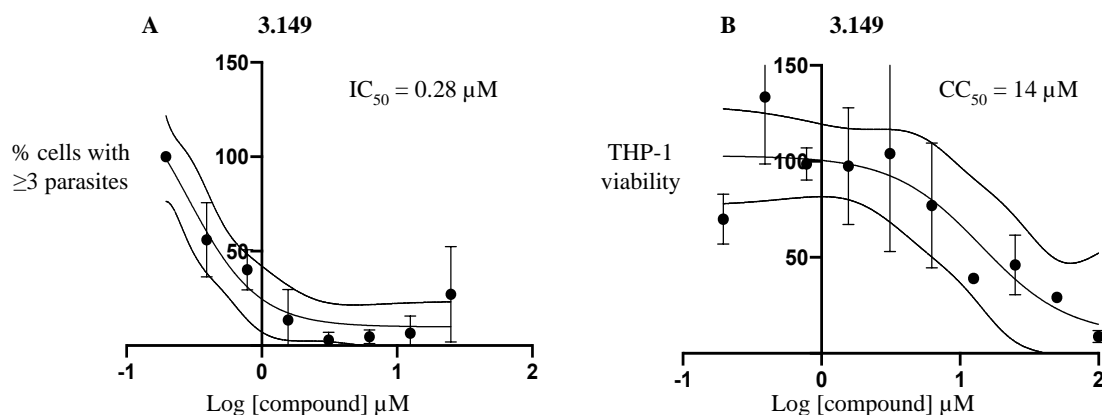 A 3.149
150
IC50 = 0.28 µM
% cells with
≥3 parasites
100
50
-1 0 1 2
Log [compound] µM
B 3.149
150
CC50 = 14 µM
THP-1
viability
100
50
-1 0 1 2
Log [compound] µM